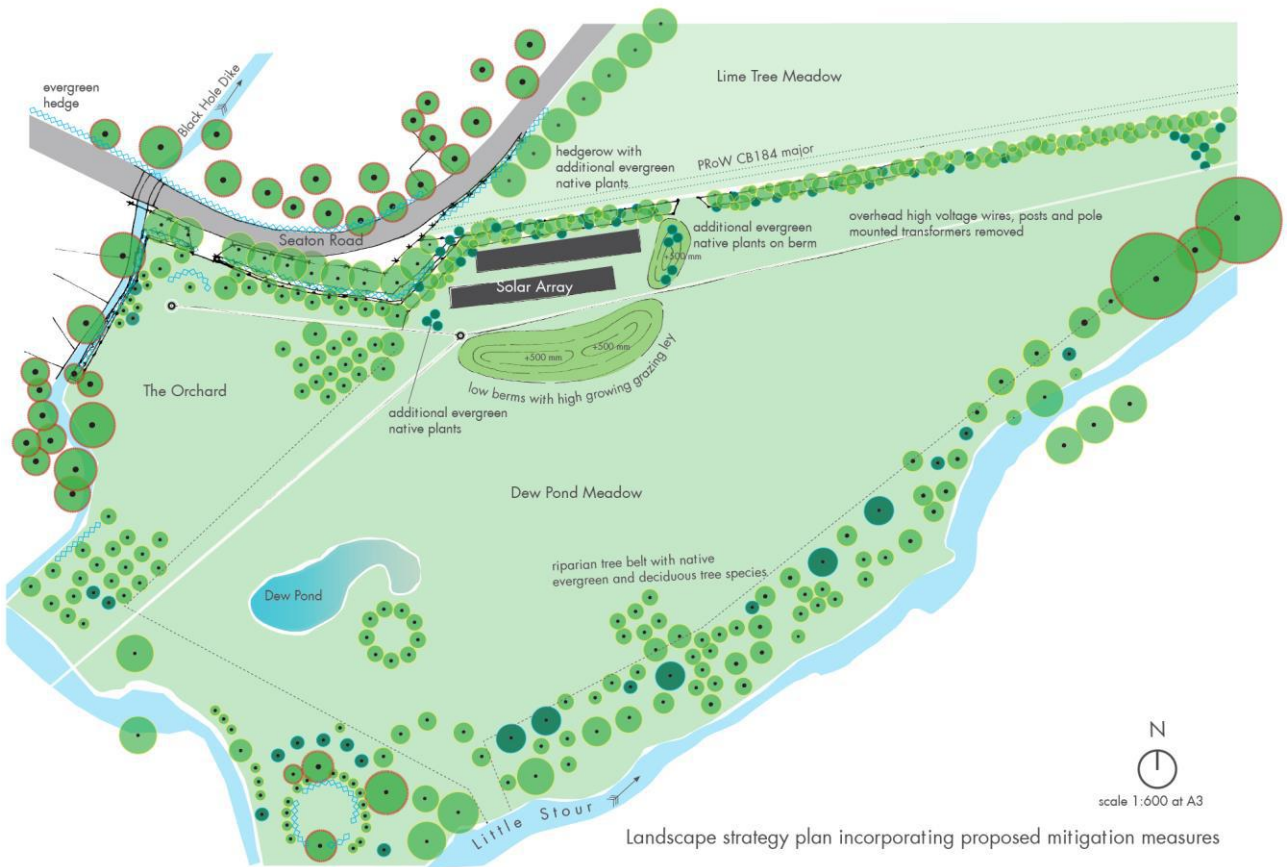 Lime Tree Meadow
evergreen
hedge
Black Hole Dike
hedgerow with
additional evergreen
native plants
PRoW CB184 major
Seaton Road
additional evergreen
native plants on berm
overhead high voltage wires, posts and pole
mounted transformers removed
+500 mm
Solar Array
+500 mm
+500 mm
low berms with high growing grazing ley
The Orchard
additional evergreen
native plants
Dew Pond Meadow
riparian tree belt with native
evergreen and deciduous tree species
Dew Pond
N
scale 1:600 at A3
Little Stour
Landscape strategy plan incorporating proposed mitigation measures